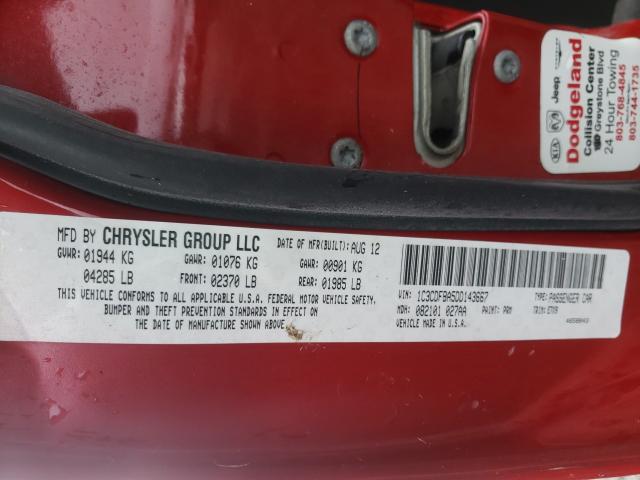 MFD BY CHRYSLER GROUP LLC
DATE OF MFR(BUILT): AUG 12
GVWR: 01944 KG
GAWR: 01076 KG
GAWR: 00901 KG
04285 LB
FRONT: 02370 LB
REAR: 01985 LB
THIS VEHICLE CONFORMS TO ALL APPLICABLE U.S.A. FEDERAL MOTOR VEHICLE SAFETY,
BUMPER AND THEFT PREVENTION STANDARDS IN EFFECT ON
THE DATE OF MANUFACTURE SHOWN ABOVE.
VIN: 1C3CDFBA5DD143667
TYPE: PASSENGER CAR
MDH: 082101 027AA
PAINT: PRM
VEHICLE MADE IN U.S.A.
KIA
Jeep
Dodgeland
Collision Center
Greystone Blvd
24 Hour Towing
803-768-4845
803-744-1735